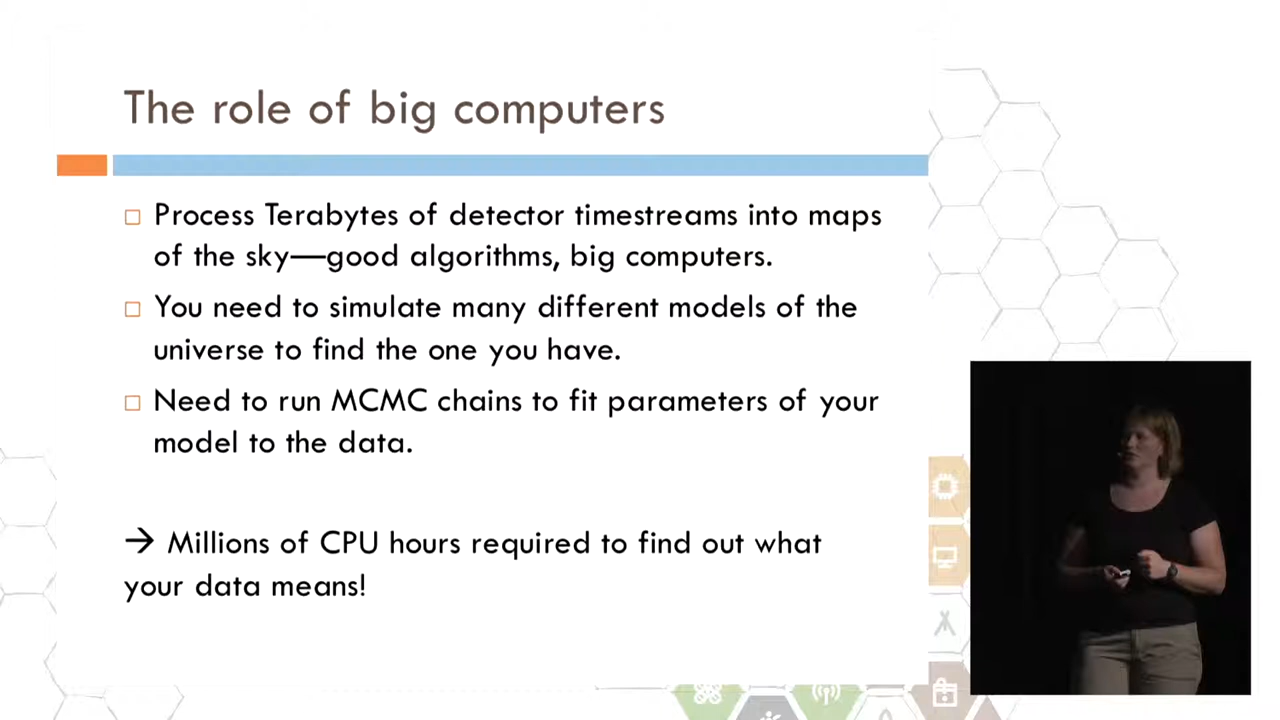 The role of big computers
Process Terabytes of detector timestreams into maps
of the sky—good algorithms, big computers.
You need to simulate many different models of the
universe to find the one you have.
Need to run MCMC chains to fit parameters of your
model to the data.
→ Millions of CPU hours required to find out what
your data means!